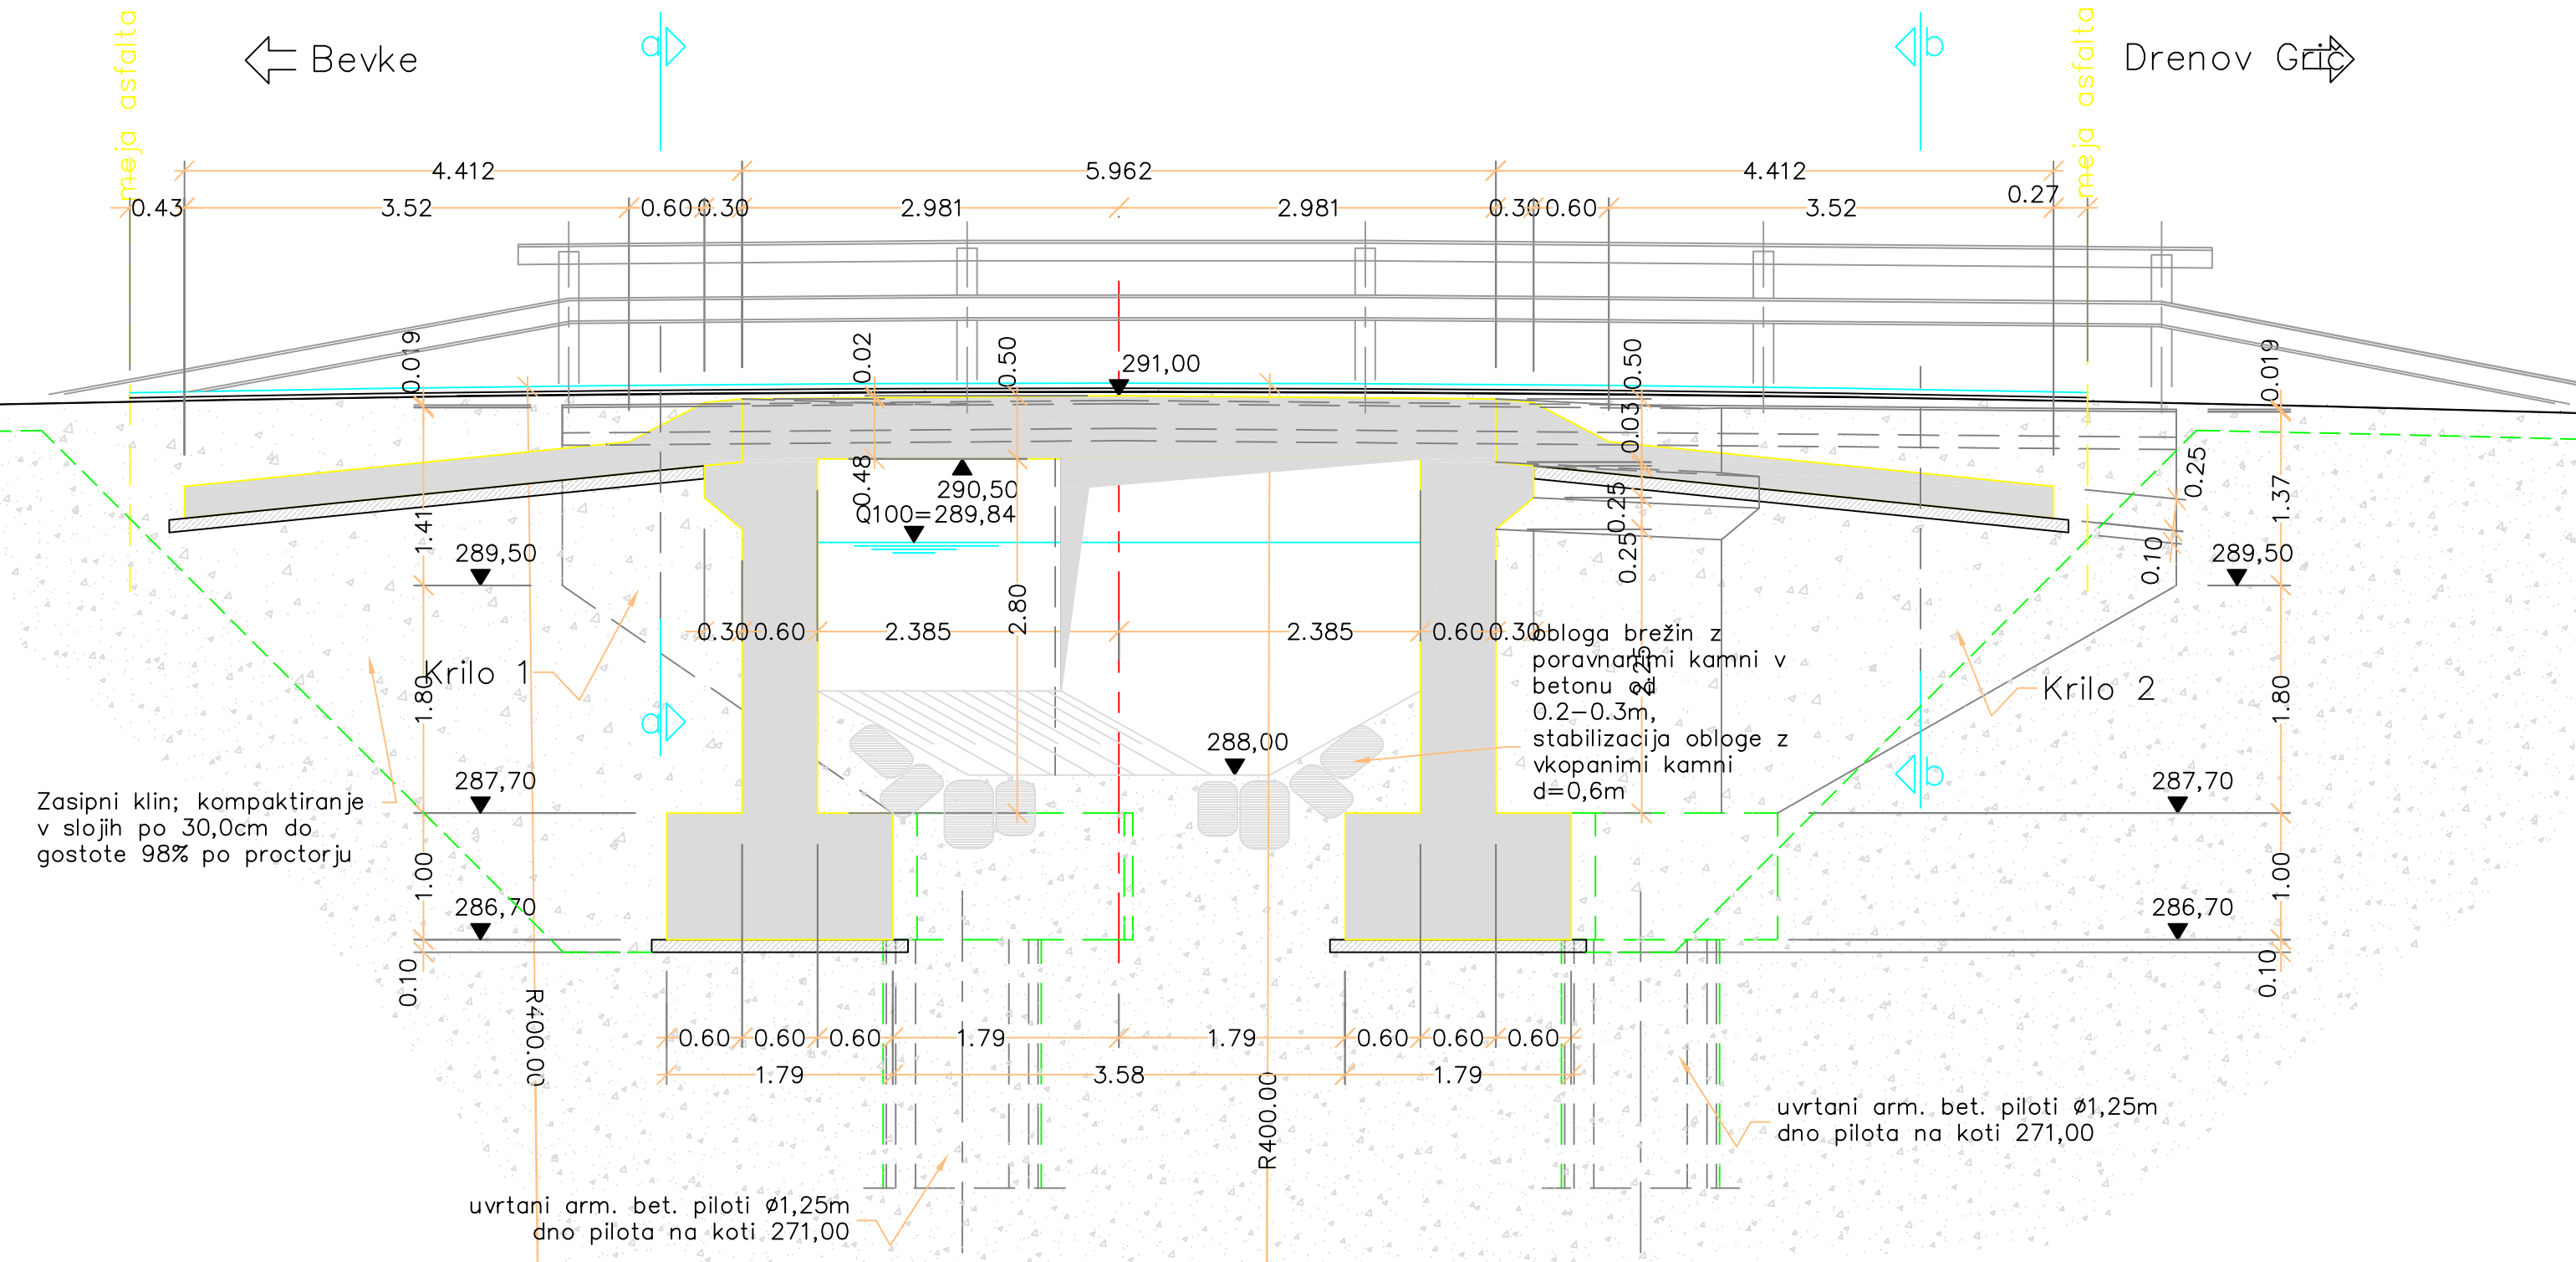 meja asfalta
Bevke
a
b
Drenov Grič
meja asfalta
4.412
5.962
4.412
0.43
3.52
0.60
0.30
2.981
2.981
0.30
0.60
3.52
0.27
0.019
0.02
0.50
291,00
0.50
0.019
0.03
0.48
290,50
Q100=289,84
0.25
0.25
0.25
1.37
0.10
1.41
289,50
289,50
2.80
0.30
0.60
2.385
2.385
0.60
0.30
2.25
obloga brežin z
poravnanimi kamni v
betonu od
0.2-0.3m,
stabilizacija obloge z
vkopanimi kamni
d=0,6m
Krilo 1
Krilo 2
1.80
1.80
a
b
288,00
287,70
287,70
Zasipni klin; kompaktiranje
v slojih po 30,0cm do
gostote 98% po proctorju
1.00
1.00
286,70
286,70
0.10
0.10
R400.00
R400.00
0.60
0.60
0.60
1.79
1.79
0.60
0.60
0.60
1.79
3.58
1.79
uvrtani arm. bet. piloti ø1,25m
dno pilota na koti 271,00
uvrtani arm. bet. piloti ø1,25m
dno pilota na koti 271,00